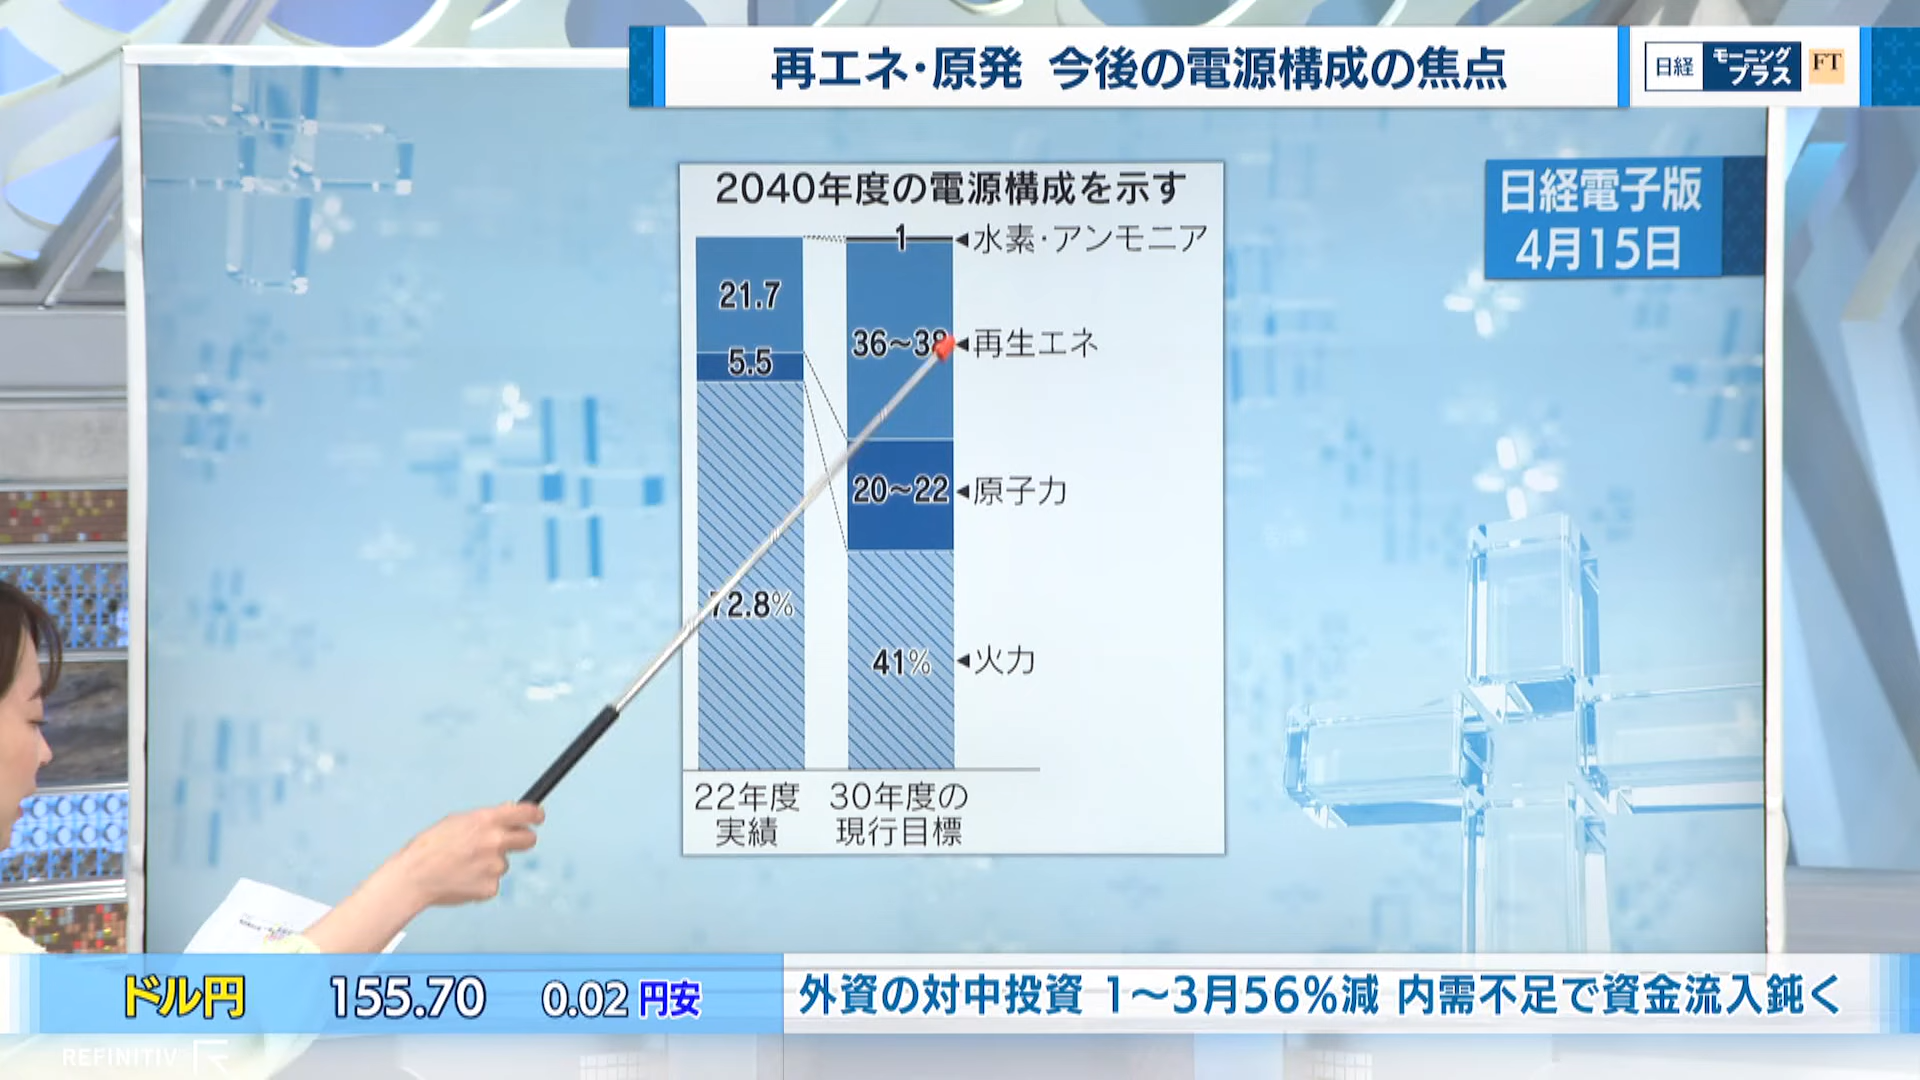 再エネ・原発 今後の電源構成の焦点
日経
モーニング
プラス
FT
日経電子版
4月15日
2040年度の電源構成を示す
1
◀水素・アンモニア
21.7
5.5
36~38
◀再生エネ
20~22
◀原子力
72.8%
41%
◀火力
22年度
実績
30年度の
現行目標
ドル円 155.70 0.02 円安
外資の対中投資 1~3月56%減 内需不足で資金流入鈍く
REFINITIV